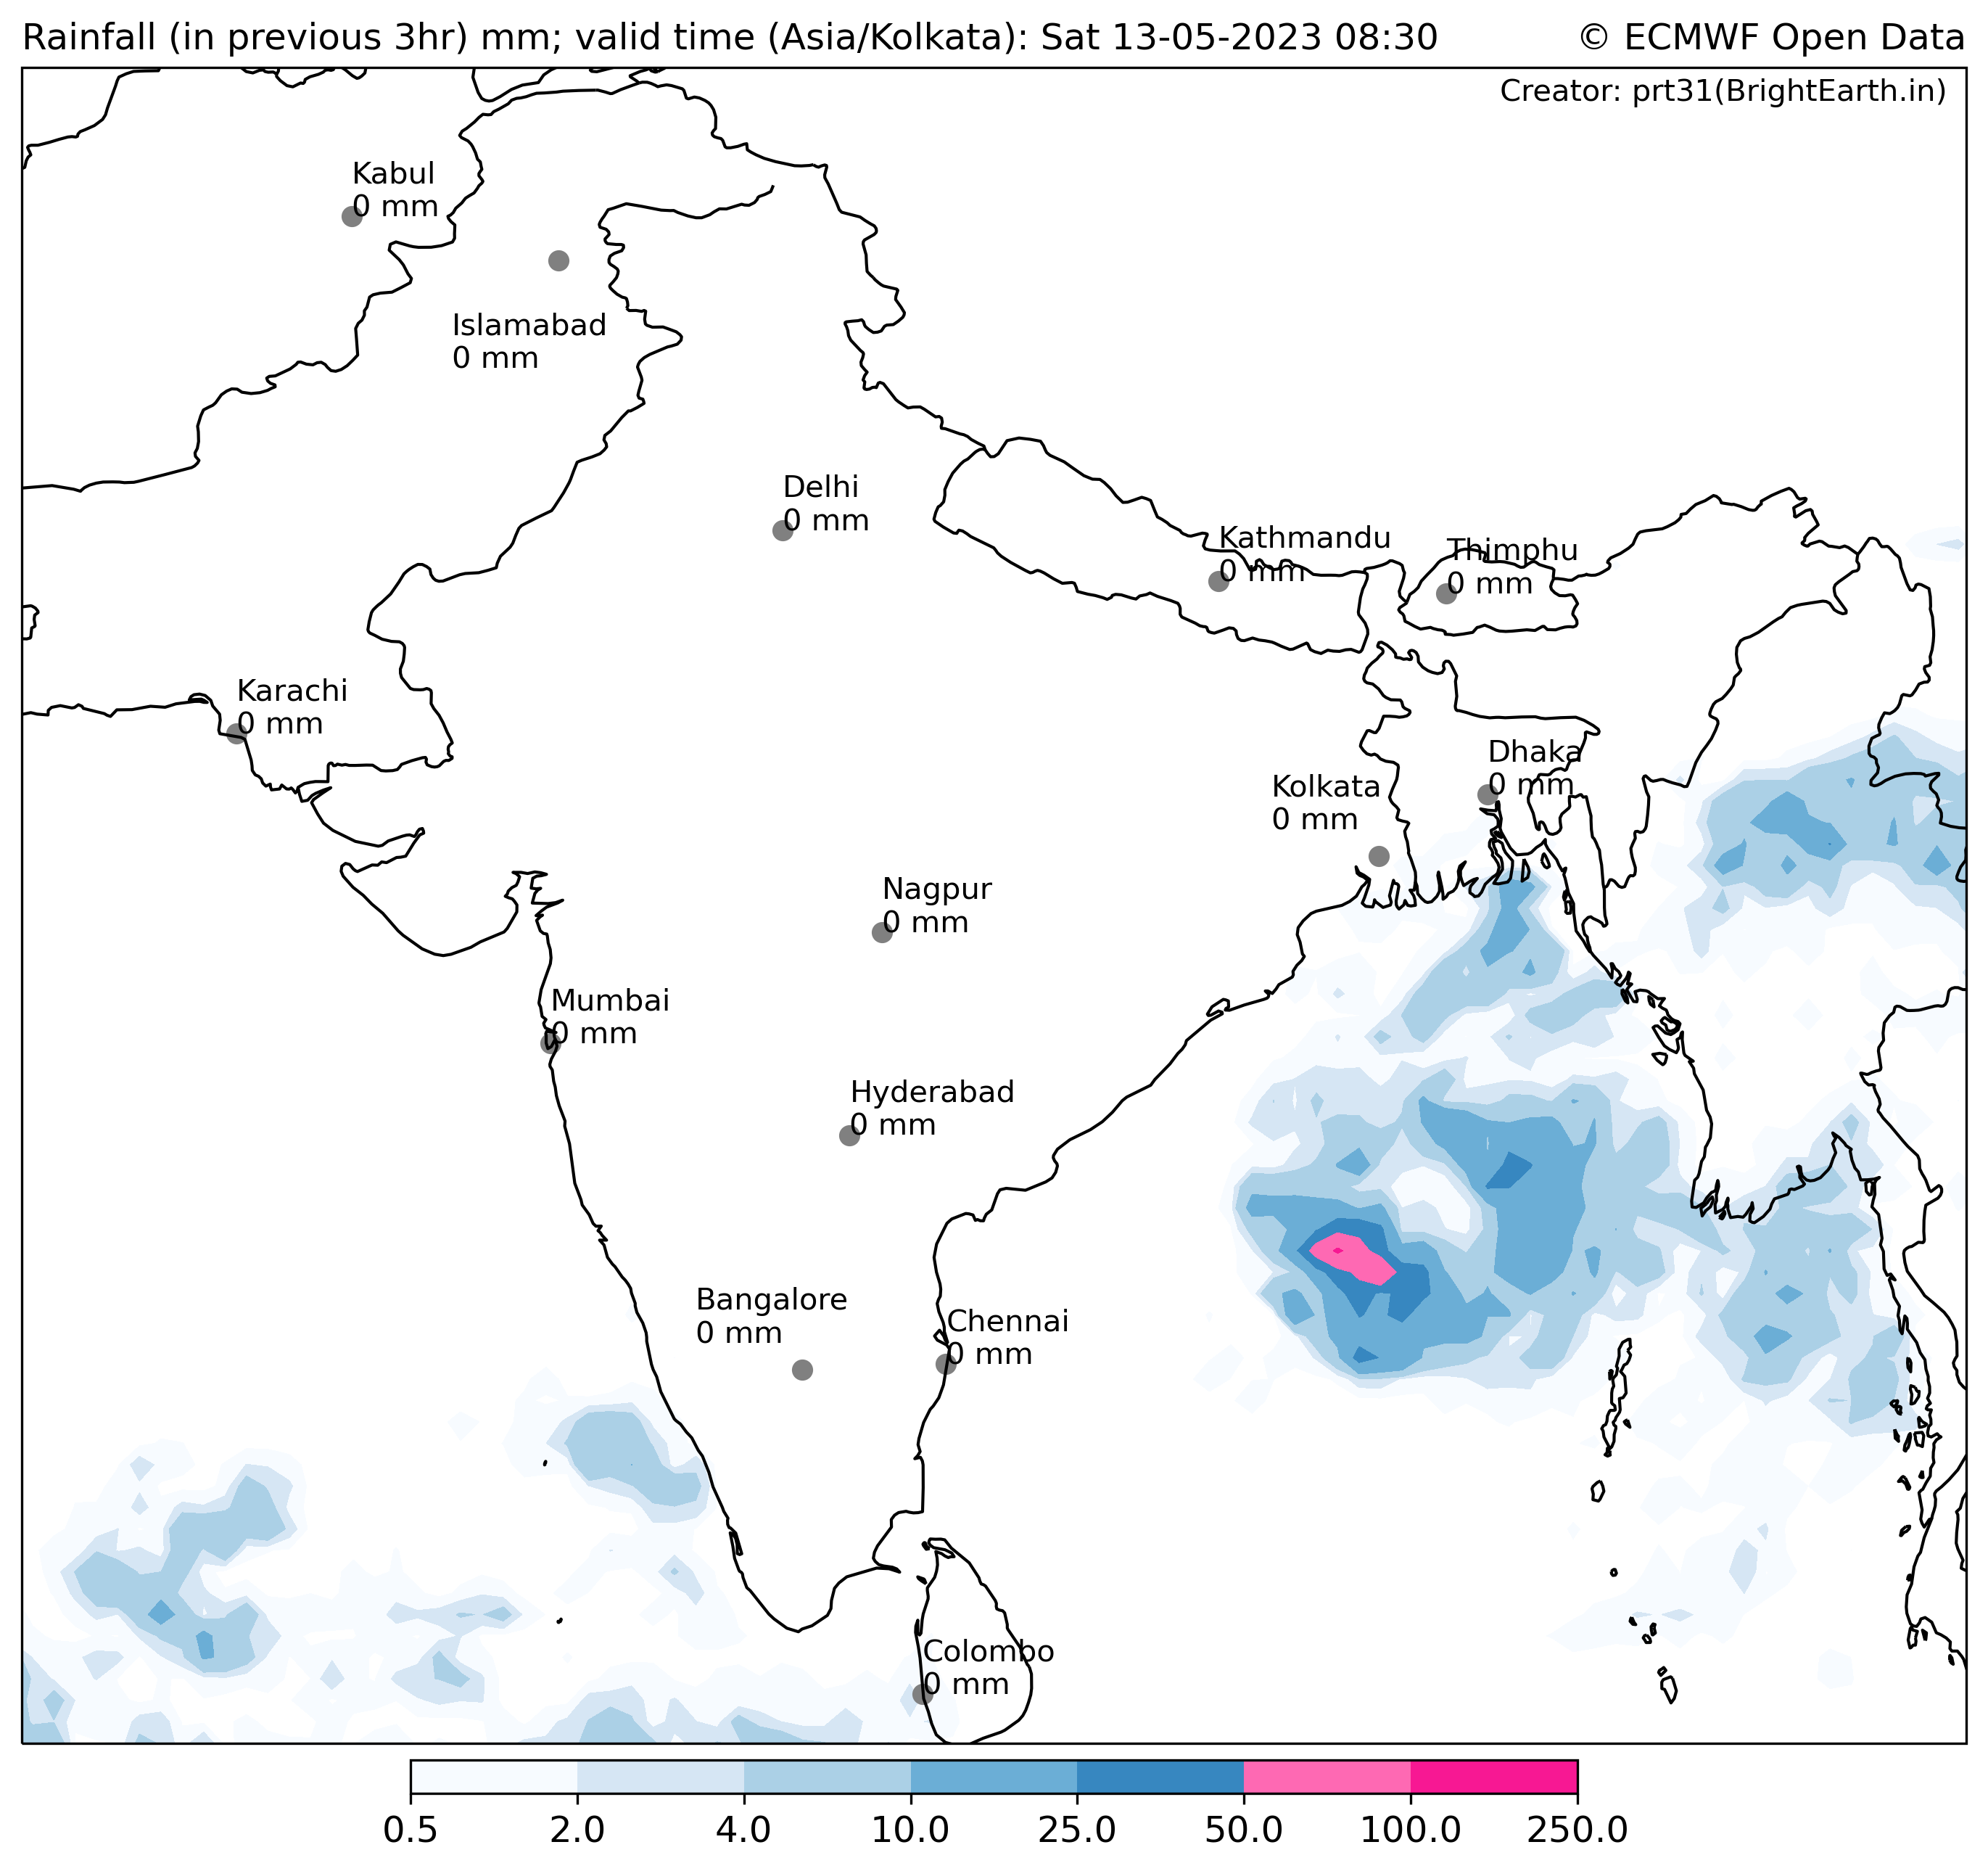 Rainfall (in previous 3hr) mm; valid time (Asia/Kolkata): Sat 13-05-2023 08:30
© ECMWF Open Data
Creator: prt31(BrightEarth.in)
Kabul
0 mm
Islamabad
0 mm
Delhi
0 mm
Kathmandu
0 mm
Thimphu
0 mm
Karachi
0 mm
Dhaka
0 mm
Kolkata
0 mm
Nagpur
0 mm
Mumbai
0 mm
Hyderabad
0 mm
Bangalore
0 mm
Chennai
0 mm
Colombo
0 mm
0.5 2.0 4.0 10.0 25.0 50.0 100.0 250.0